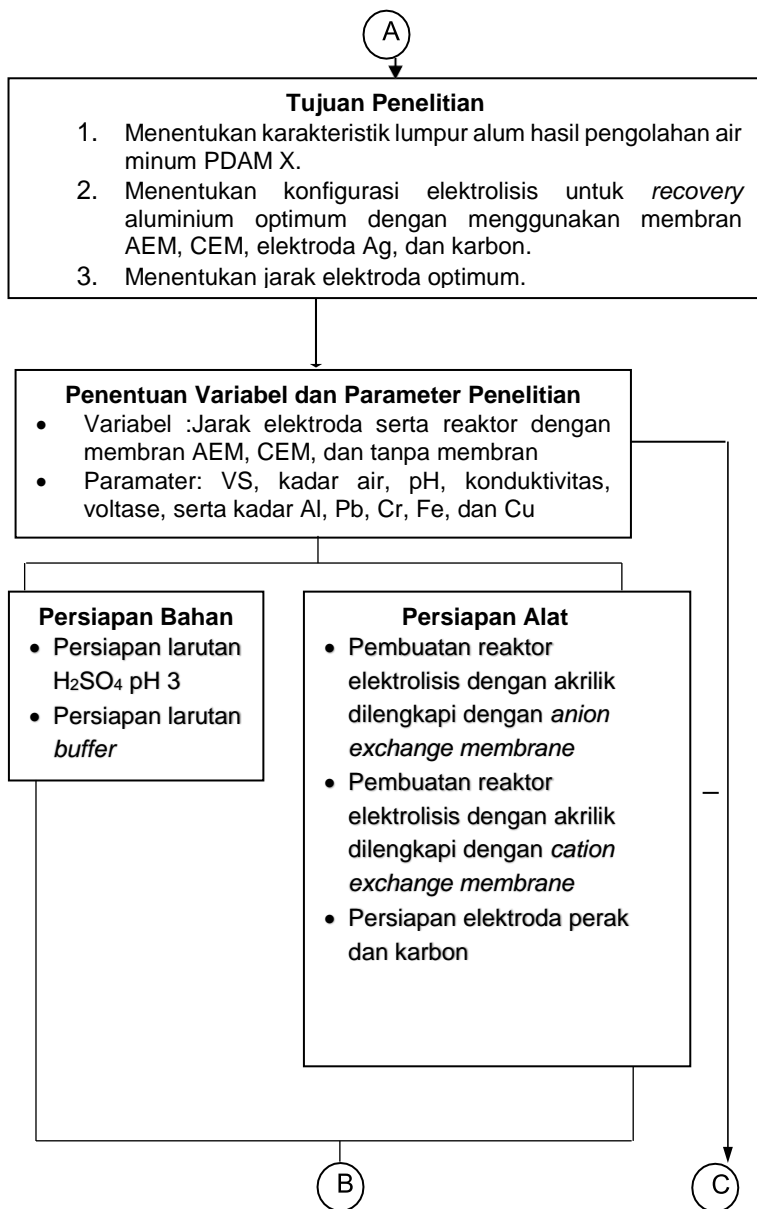 A
Tujuan Penelitian
1. Menentukan karakteristik lumpur alum hasil pengolahan air
minum PDAM X.
2. Menentukan konfigurasi elektrolisis untuk recovery
aluminium optimum dengan menggunakan membran
AEM, CEM, elektroda Ag, dan karbon.
3. Menentukan jarak elektroda optimum.
Penentuan Variabel dan Parameter Penelitian
• Variabel :Jarak elektroda serta reaktor dengan
membran AEM, CEM, dan tanpa membran
• Paramater: VS, kadar air, pH, konduktivitas,
voltase, serta kadar Al, Pb, Cr, Fe, dan Cu
Persiapan Bahan
• Persiapan larutan
H₂SO₄ pH 3
• Persiapan larutan
buffer
Persiapan Alat
• Pembuatan reaktor
elektrolisis dengan akrilik
dilengkapi dengan anion
exchange membrane
• Pembuatan reaktor
elektrolisis dengan akrilik
dilengkapi dengan cation
exchange membrane
• Persiapan elektroda perak
dan karbon
B
C